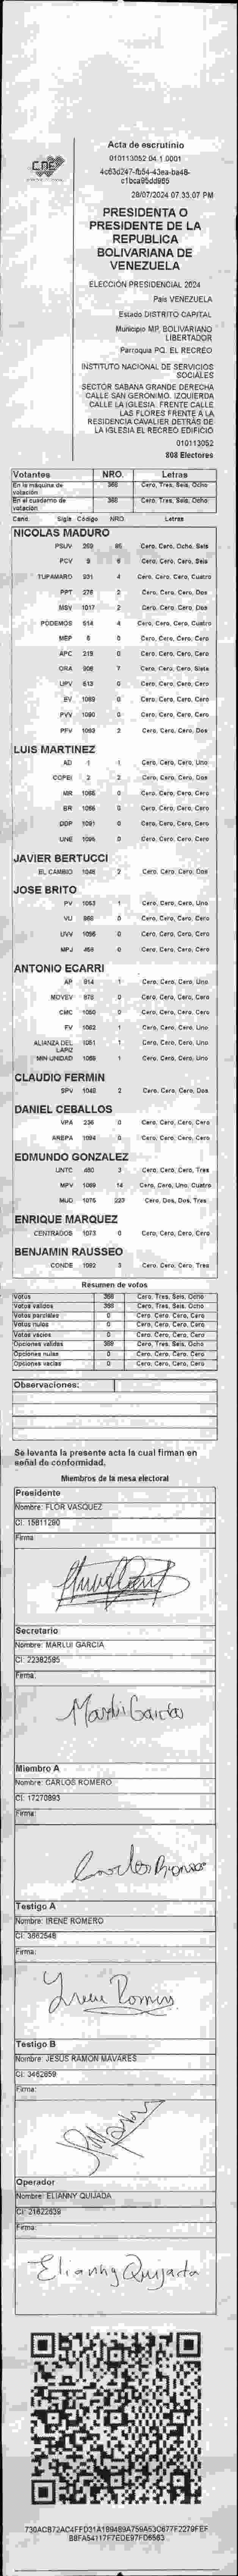 CNE
Acta de escrutinio
010113052 04 1 0001
4c63d247-fb54-43ea-ba48-
c1bca95dd985
28/07/2024 07:33:07 PM
PRESIDENTA O
PRESIDENTE DE LA
REPUBLICA
BOLIVARIANA DE
VENEZUELA
ELECCIÓN PRESIDENCIAL 2024
País VENEZUELA
Estado DISTRITO CAPITAL
Municipio MP. BOLIVARIANO
LIBERTADOR
Parroquia PQ. EL RECREO
INSTITUTO NACIONAL DE SERVICIOS
SOCIALES
SECTOR SABANA GRANDE DERECHA
CALLE SAN GERONIMO. IZQUIERDA
CALLE LA IGLESIA. FRENTE CALLE
LAS FLORES FRENTE A LA
RESIDENCIA CAVALIER DETRÁS DE
LA IGLESIA EL RECREO EDIFICIO
010113052
808 Electores
Votantes NRO. Letras
En la máquina de votación 368 Cero, Tres, Seis, Ocho
En el cuaderno de votación 368 Cero, Tres, Seis, Ocho
Cand. Sigla Código NRO. Letras
NICOLAS MADURO
PSUV 269 86 Cero, Cero, Ocho, Seis
PCV 9 6 Cero, Cero, Cero, Seis
TUPAMARO 931 4 Cero, Cero, Cero, Cuatro
PPT 276 2 Cero, Cero, Cero, Dos
MSV 1017 2 Cero, Cero, Cero, Dos
PODEMOS 514 4 Cero, Cero, Cero, Cuatro
MEP 6 0 Cero, Cero, Cero, Cero
APC 219 0 Cero, Cero, Cero, Cero
ORA 906 7 Cero, Cero, Cero, Siete
UPV 613 0 Cero, Cero, Cero, Cero
EV 1089 0 Cero, Cero, Cero, Cero
PVV 1090 0 Cero, Cero, Cero, Cero
PFV 1093 2 Cero, Cero, Cero, Dos
LUIS MARTINEZ
AD 1 1 Cero, Cero, Cero, Uno
COPEI 2 2 Cero, Cero, Cero, Dos
MR 1065 0 Cero, Cero, Cero, Cero
BR 1066 0 Cero, Cero, Cero, Cero
DDP 1091 0 Cero, Cero, Cero, Cero
UNE 1095 0 Cero, Cero, Cero, Cero
JAVIER BERTUCCI
EL CAMBIO 1048 2 Cero, Cero, Cero, Dos
JOSE BRITO
PV 1053 1 Cero, Cero, Cero, Uno
VU 868 0 Cero, Cero, Cero, Cero
UVV 1056 0 Cero, Cero, Cero, Cero
MPJ 459 0 Cero, Cero, Cero, Cero
ANTONIO ECARRI
AP 914 1 Cero, Cero, Cero, Uno
MOVEV 878 0 Cero, Cero, Cero, Cero
CMC 1050 0 Cero, Cero, Cero, Cero
FV 1062 1 Cero, Cero, Cero, Uno
ALIANZA DEL LAPIZ 1051 1 Cero, Cero, Cero, Uno
MIN UNIDAD 1069 1 Cero, Cero, Cero, Uno
CLAUDIO FERMIN
SPV 1049 2 Cero, Cero, Cero, Dos
DANIEL CEBALLOS
VPA 236 0 Cero, Cero, Cero, Cero
AREPA 1094 0 Cero, Cero, Cero, Cero
EDMUNDO GONZALEZ
UNTC 480 3 Cero, Cero, Cero, Tres
MPV 1069 14 Cero, Cero, Uno, Cuatro
MUD 1075 223 Cero, Dos, Dos, Tres
ENRIQUE MARQUEZ
CENTRADOS 1073 0 Cero, Cero, Cero, Cero
BENJAMIN RAUSSEO
CONDE 1092 3 Cero, Cero, Cero, Tres
Resumen de votos
Votos 368 Cero, Tres, Seis, Ocho
Votos válidos 368 Cero, Tres, Seis, Ocho
Votos parciales 0 Cero, Cero, Cero, Cero
Votos nulos 0 Cero, Cero, Cero, Cero
Votos vacíos 0 Cero, Cero, Cero, Cero
Opciones válidas 368 Cero, Tres, Seis, Ocho
Opciones nulas 0 Cero, Cero, Cero, Cero
Opciones vacías 0 Cero, Cero, Cero, Cero
Observaciones:
Se levanta la presente acta la cual firman en
señal de conformidad.
Miembros de la mesa electoral
Presidente
Nombre: FLOR VASQUEZ
CI: 15811290
Firma:
Secretario
Nombre: MARLUI GARCIA
CI: 22382585
Firma:
Marlui Garcia
Miembro A
Nombre: CARLOS ROMERO
CI: 17270893
Firma:
Carlos Romero
Testigo A
Nombre: IRENE ROMERO
CI: 3662548
Firma:
Irene Romero
Testigo B
Nombre: JESUS RAMON MAVARES
CI: 3462659
Firma:
Operador
Nombre: ELIANNY QUIJADA
CI: 21622639
Firma:
Elianny Quijada
730ACB72AC4FFD31A189489A759A53C677F2279FEF
B8FA54117F7EDE97FD6563